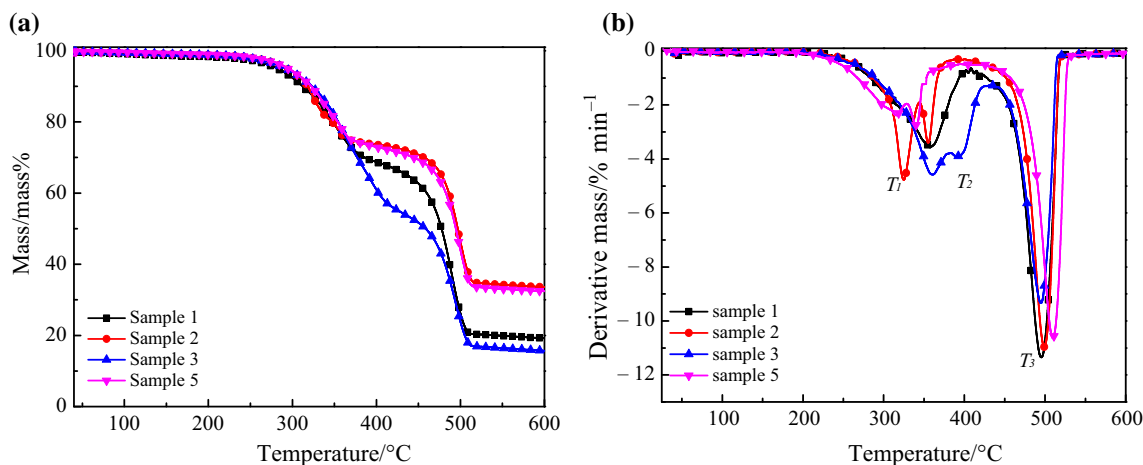 (a)
100
80
60
40
20
0
Mass/mass%
Sample 1
Sample 2
Sample 3
Sample 5
100 200 300 400 500 600
Temperature/°C
(b)
0
− 2
− 4
− 6
− 8
− 10
− 12
Derivative mass/% min−1
T1
T2
T3
sample 1
sample 2
sample 3
sample 5
100 200 300 400 500 600
Temperature/°C